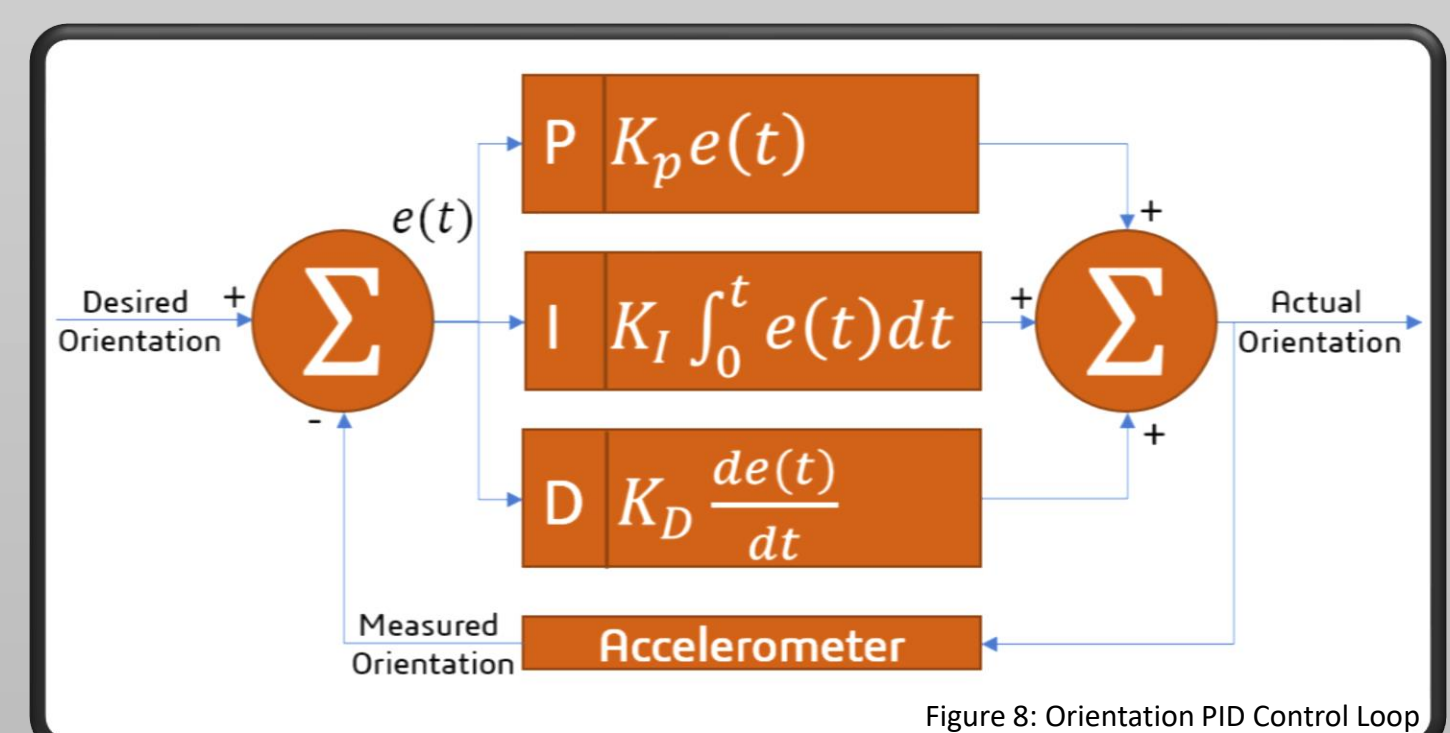 P K_p e(t)
e(t)
+
Desired
Orientation
+
Σ
I K_I ∫_0^t e(t)dt
+
Σ
Actual
Orientation
-
D K_D de(t)/dt
+
Measured
Orientation
Accelerometer
Figure 8: Orientation PID Control Loop